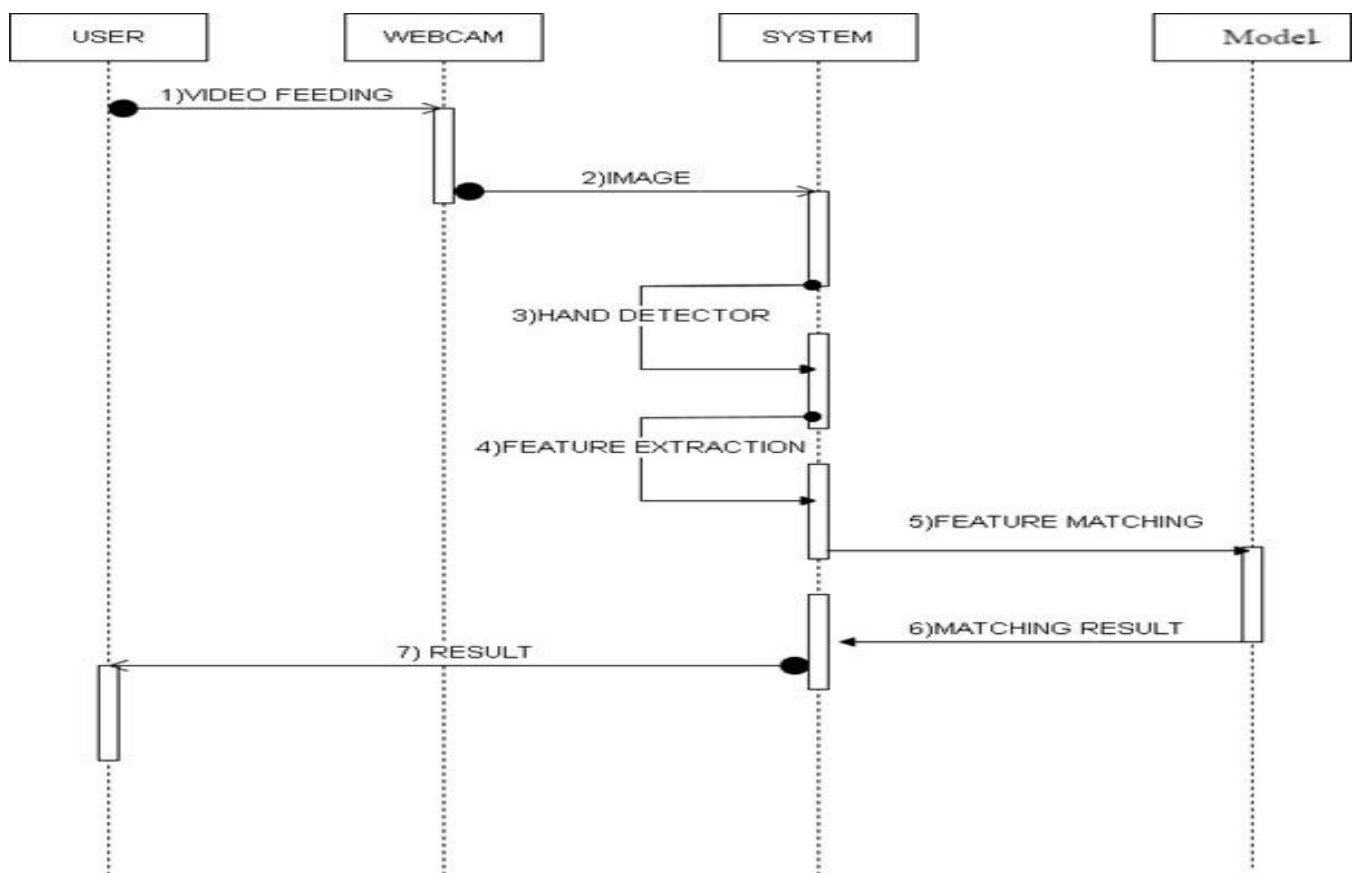 USER
WEBCAM
SYSTEM
Model
1)VIDEO FEEDING
2)IMAGE
3)HAND DETECTOR
4)FEATURE EXTRACTION
5)FEATURE MATCHING
6)MATCHING RESULT
7) RESULT